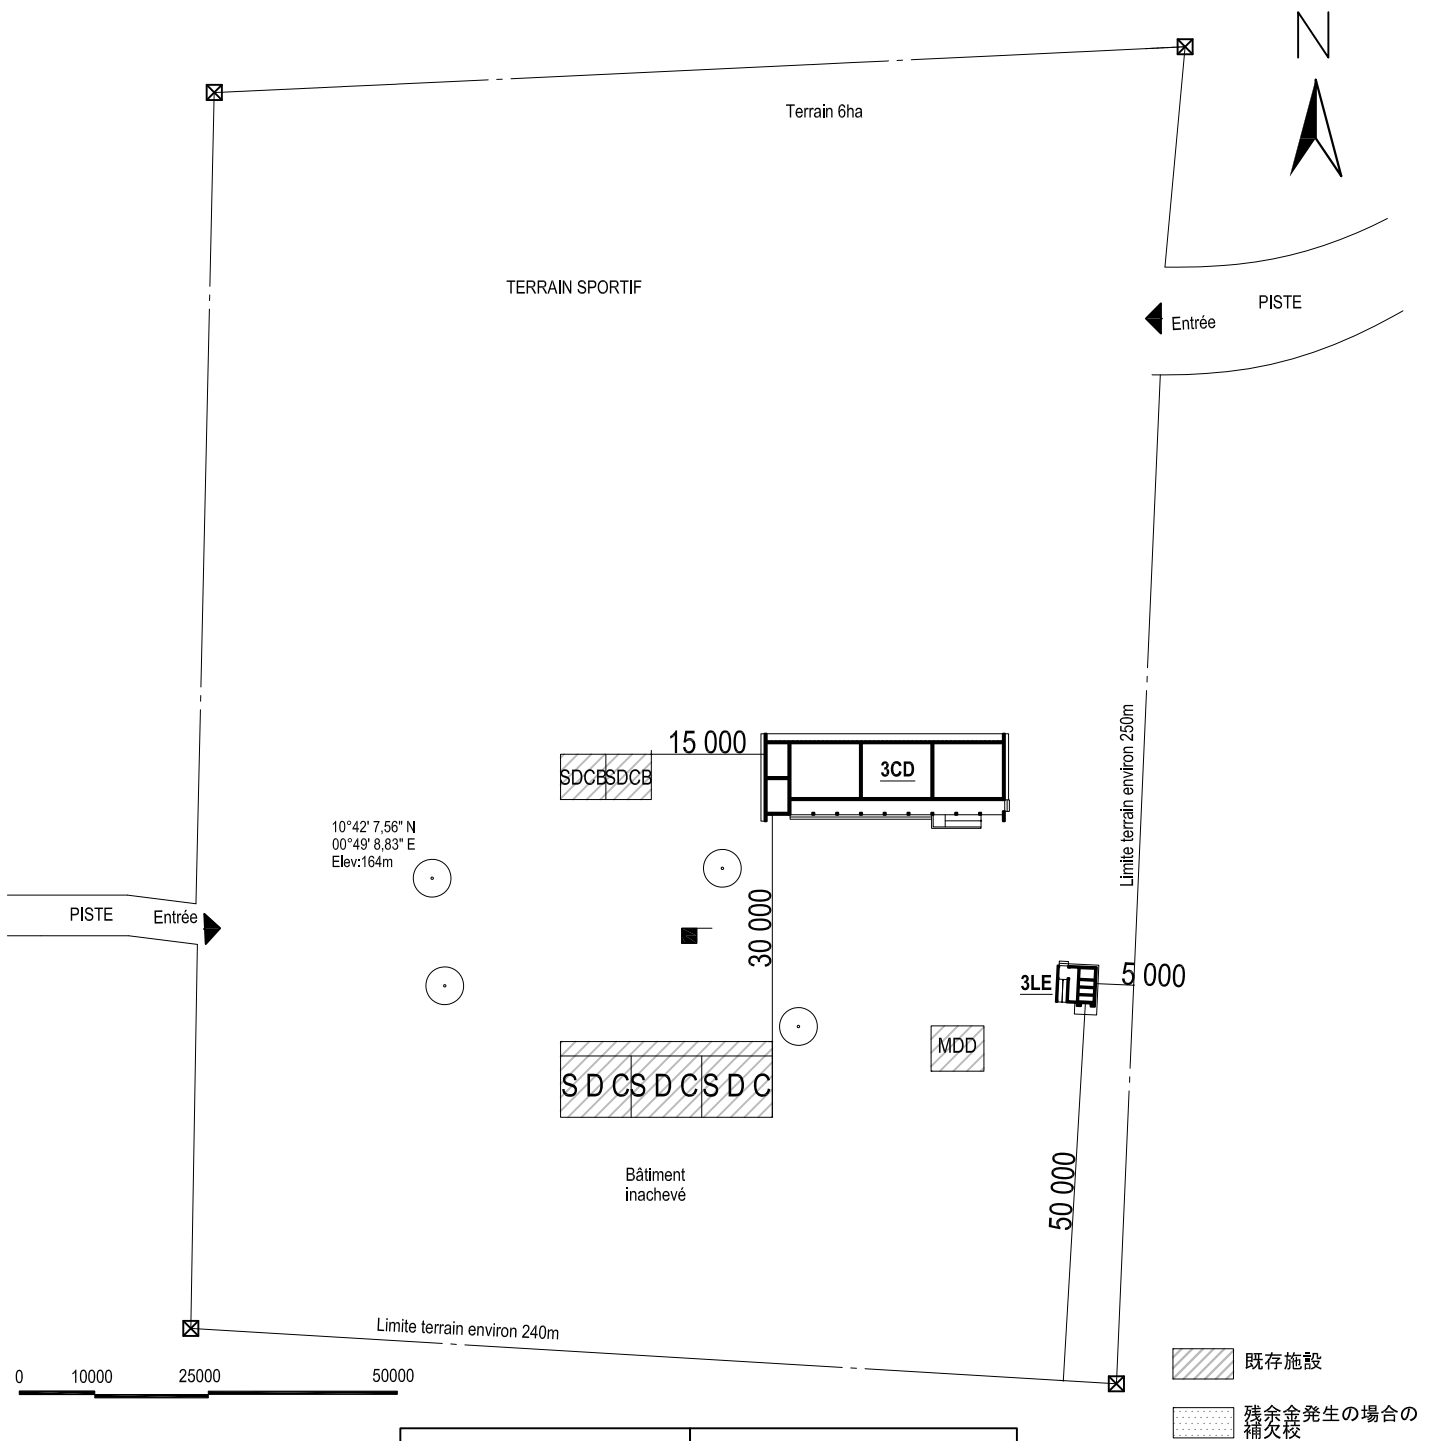 N
Terrain 6ha
TERRAIN SPORTIF
PISTE
Entrée
Limite terrain environ 250m
15 000
3CD
SDCB SDCB
10°42' 7,56" N
00°49' 8,83" E
Elev:164m
PISTE
Entrée
30 000
3LE
5 000
MDD
S D C S D C S D C
50 000
Bâtiment
inachevé
Limite terrain environ 240m
0 10000 25000 50000
既存施設
残余金発生の場合の
補欠校